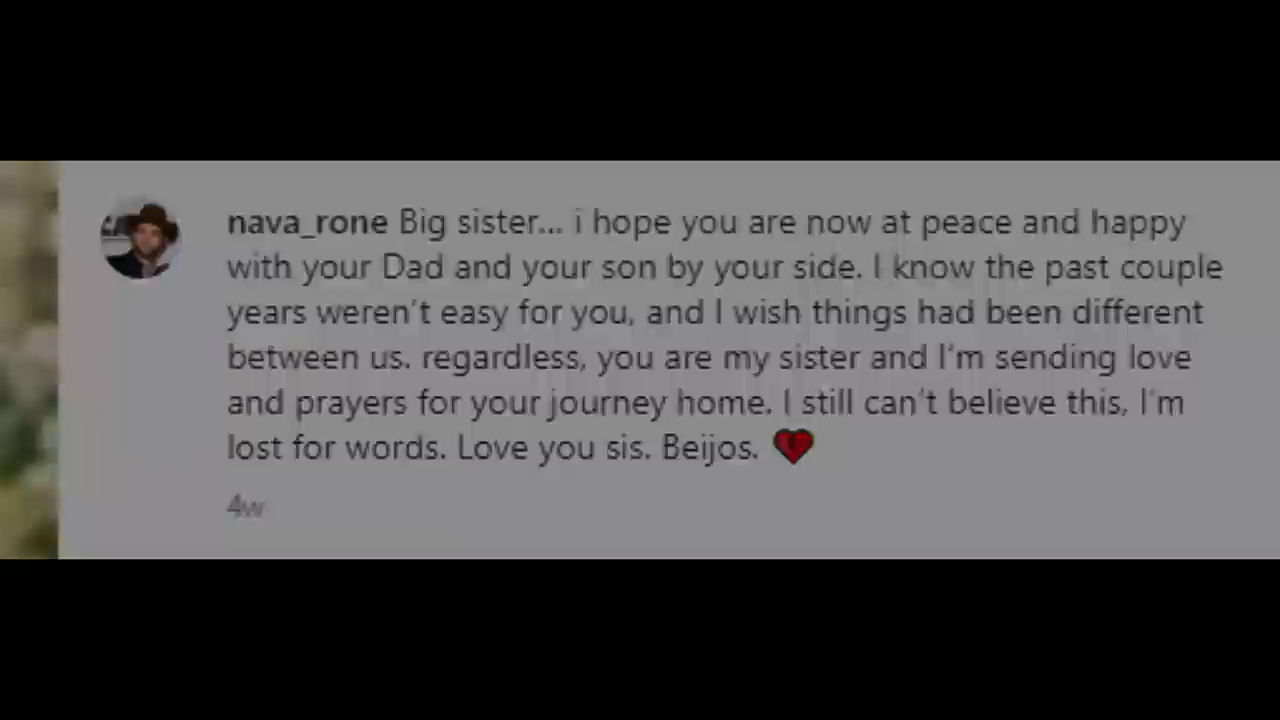 nava_rone Big sister... i hope you are now at peace and happy
with your Dad and your son by your side. I know the past couple
years weren't easy for you, and I wish things had been different
between us. regardless, you are my sister and I'm sending love
and prayers for your journey home. I still can't believe this, I'm
lost for words. Love you sis. Beijos. 💔
4w